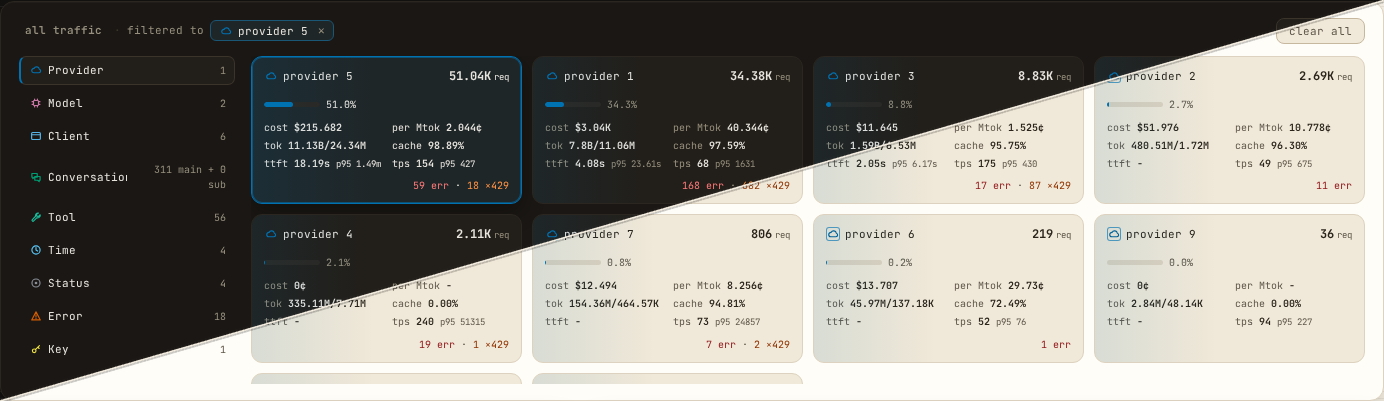 all traffic · filtered to provider 5 ×
clear all
Provider 1
Model 2
Client 6
Conversation 311 main + 0 sub
Tool 56
Time 4
Status 4
Error 18
Key 1
provider 5 51.04K req
51.0%
cost $215.682 per Mtok 2.044¢
tok 11.13B/24.34M cache 98.89%
ttft 18.19s p95 1.49m tps 154 p95 427
59 err · 18 ×429
provider 1 34.38K req
34.3%
cost $3.04K per Mtok 40.344¢
tok 7.8B/11.06M cache 97.59%
ttft 4.08s p95 23.61s tps 68 p95 1631
168 err · 682 ×429
provider 3 8.83K req
8.8%
cost $11.645 per Mtok 1.525¢
tok cache 95.75%
ttft 2.05s p95 6.17s tps 175 p95 430
17 err · 87 ×429
provider 2 2.69K req
2.7%
cost $51.976 per Mtok 10.778¢
tok 480.51M/1.72M cache 96.30%
ttft - tps 49 p95 675
11 err
provider 4 2.11K req
2.1%
cost 0¢ per Mtok -
tok 335.11M/7.71M cache 0.00%
ttft - tps 240 p95 51315
19 err · 1 ×429
provider 7 806 req
0.8%
cost $12.494 per Mtok 8.256¢
tok 154.36M/464.57K cache 94.81%
ttft - tps 73 p95 24857
7 err · 2 ×429
provider 6 219 req
0.2%
cost $13.707 per Mtok 29.73¢
tok 45.97M/137.18K cache 72.49%
ttft - tps 52 p95 76
1 err
provider 9 36 req
0.0%
cost 0¢ per Mtok -
tok 2.84M/48.14K cache 0.00%
ttft - tps 94 p95 227